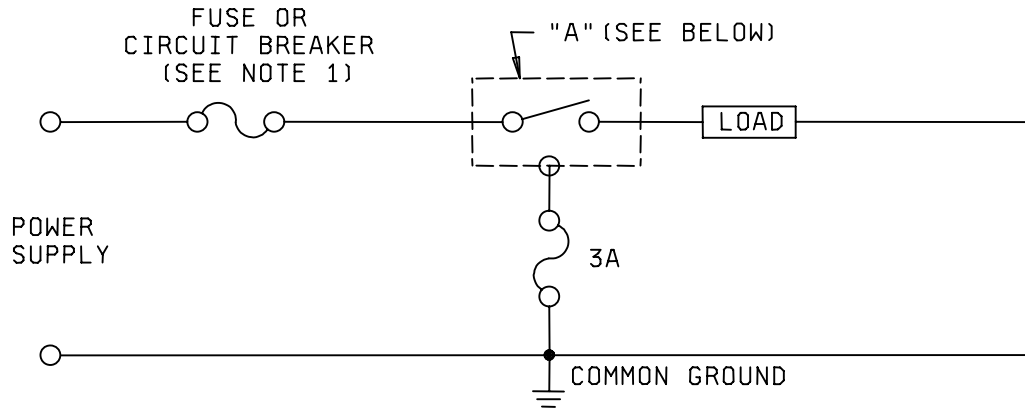 FUSE OR
CIRCUIT BREAKER
(SEE NOTE 1)
"A" (SEE BELOW)
LOAD
POWER
SUPPLY
3A
COMMON GROUND